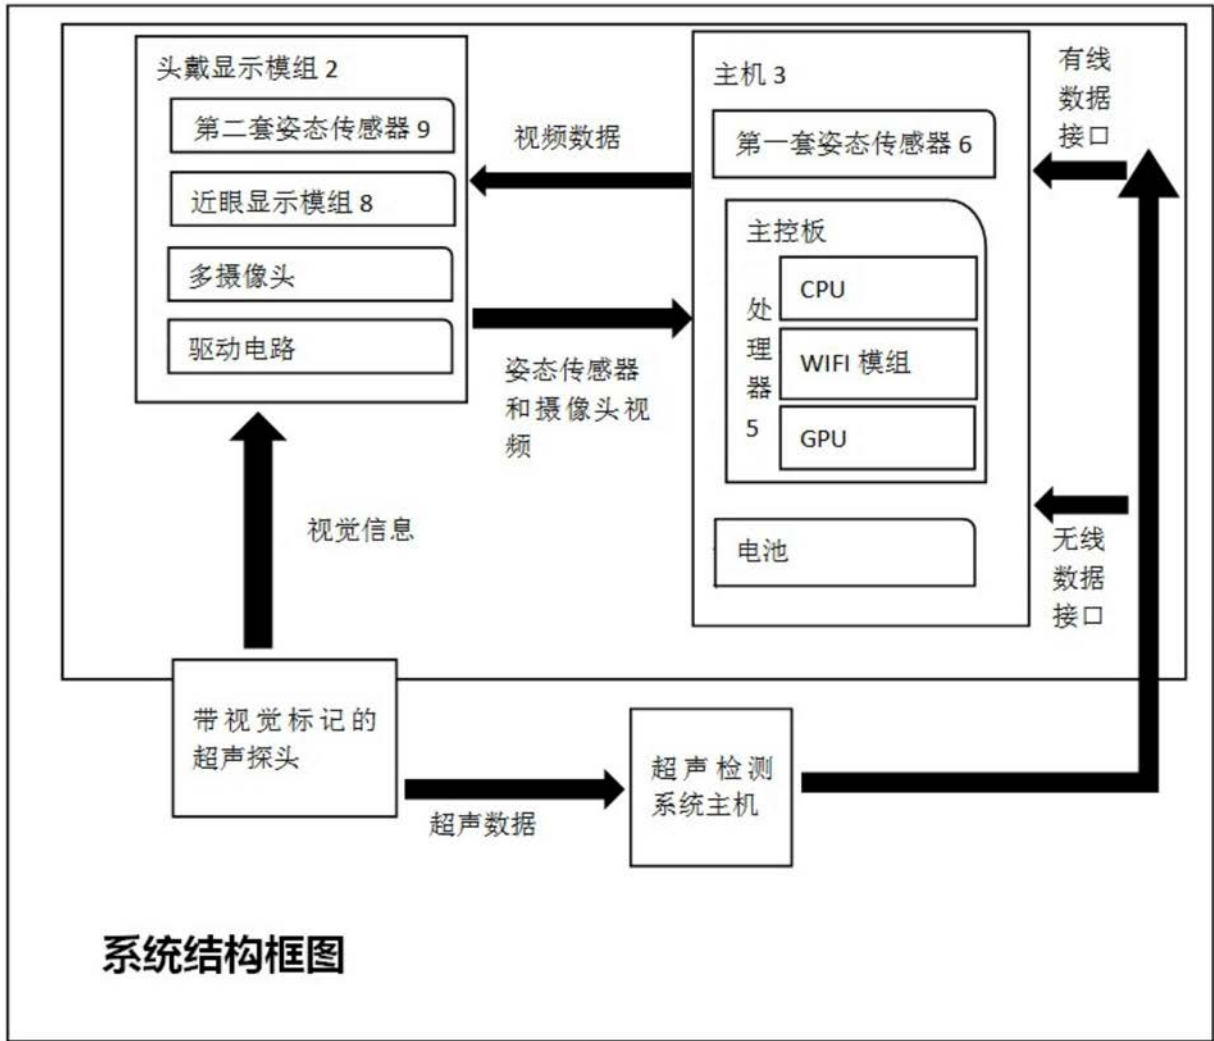 头戴显示模组 2
第二套姿态传感器 9
近眼显示模组 8
多摄像头
驱动电路
视频数据
姿态传感器
和摄像头视
频
主机 3
第一套姿态传感器 6
主控板
处
理
器
5
CPU
WIFI 模组
GPU
电池
有线
数据
接口
无线
数据
接口
视觉信息
带视觉标记的
超声探头
超声数据
超声检测
系统主机
系统结构框图